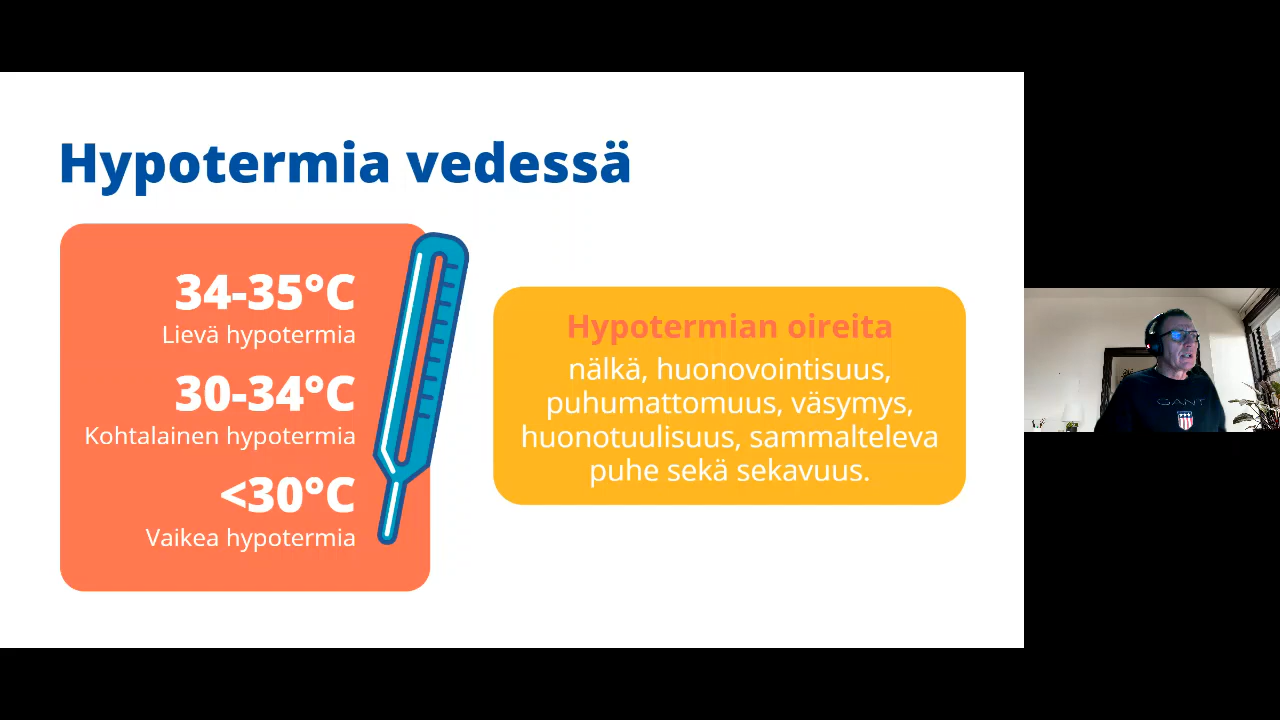 Hypotermia vedessä
34-35°C
Lievä hypotermia
30-34°C
Kohtalainen hypotermia
<30°C
Vaikea hypotermia
Hypotermian oireita
nälkä, huonovointisuus,
puhumattomuus, väsymys,
huonotuulisuus, sammalteleva
puhe sekä sekavuus.
GANT